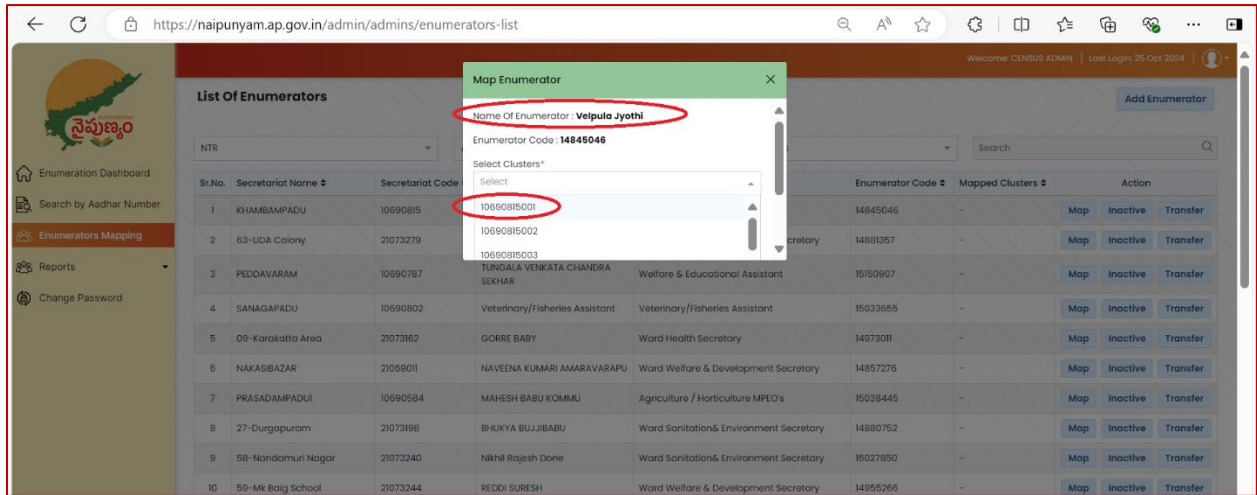 https://naipunyam.ap.gov.in/admin/admins/enumerators-list
Welcome: CENSUS ADMIN | Last Login: 25 Oct 2024
NAIPUNYAM
నైపుణ్యం
Enumeration Dashboard
Search by Aadhar Number
Enumerators Mapping
Reports
Change Password
List Of Enumerators
Add Enumerator
Map Enumerator
Name Of Enumerator : Velpula Jyothi
Enumerator Code : 14845046
Select Clusters*
Select
10690815001
10690815002
10690815003
NTR
Search
Sr.No. Secretariat Name Secretariat Code Enumerator Code Mapped Clusters Action
1 KHAMBAMPADU 10690815 14845046 - Map Inactive Transfer
2 63-UDA Colony 21073279 cretary 14881357 - Map Inactive Transfer
3 PEDDAVARAM 10690787 TUNGALA VENKATA CHANDRA SEKHAR Welfare & Educational Assistant 15150907 - Map Inactive Transfer
4 SANAGAPADU 10690802 Veterinary/Fisheries Assistant Veterinary/Fisheries Assistant 15033655 - Map Inactive Transfer
5 09-Karakatta Area 21073162 GORRE BABY Ward Health Secretary 14973011 - Map Inactive Transfer
6 NAKASIBAZAR 21069011 NAVEENA KUMARI AMARAVARAPU Ward Welfare & Development Secretary 14857276 - Map Inactive Transfer
7 PRASADAMPADU1 10690584 MAHESH BABU KOMMU Agriculture / Horticulture MPEO's 15038445 - Map Inactive Transfer
8 27-Durgapuram 21073198 BHUKYA BUJJIBABU Ward Sanitation& Environment Secretary 14880752 - Map Inactive Transfer
9 58-Nandamuri Nagar 21073240 Nikhil Rajesh Done Ward Sanitation& Environment Secretary 15027850 - Map Inactive Transfer
10 59-Mk Baig School 21073244 REDDI SURESH Ward Welfare & Development Secretary 14955266 - Map Inactive Transfer